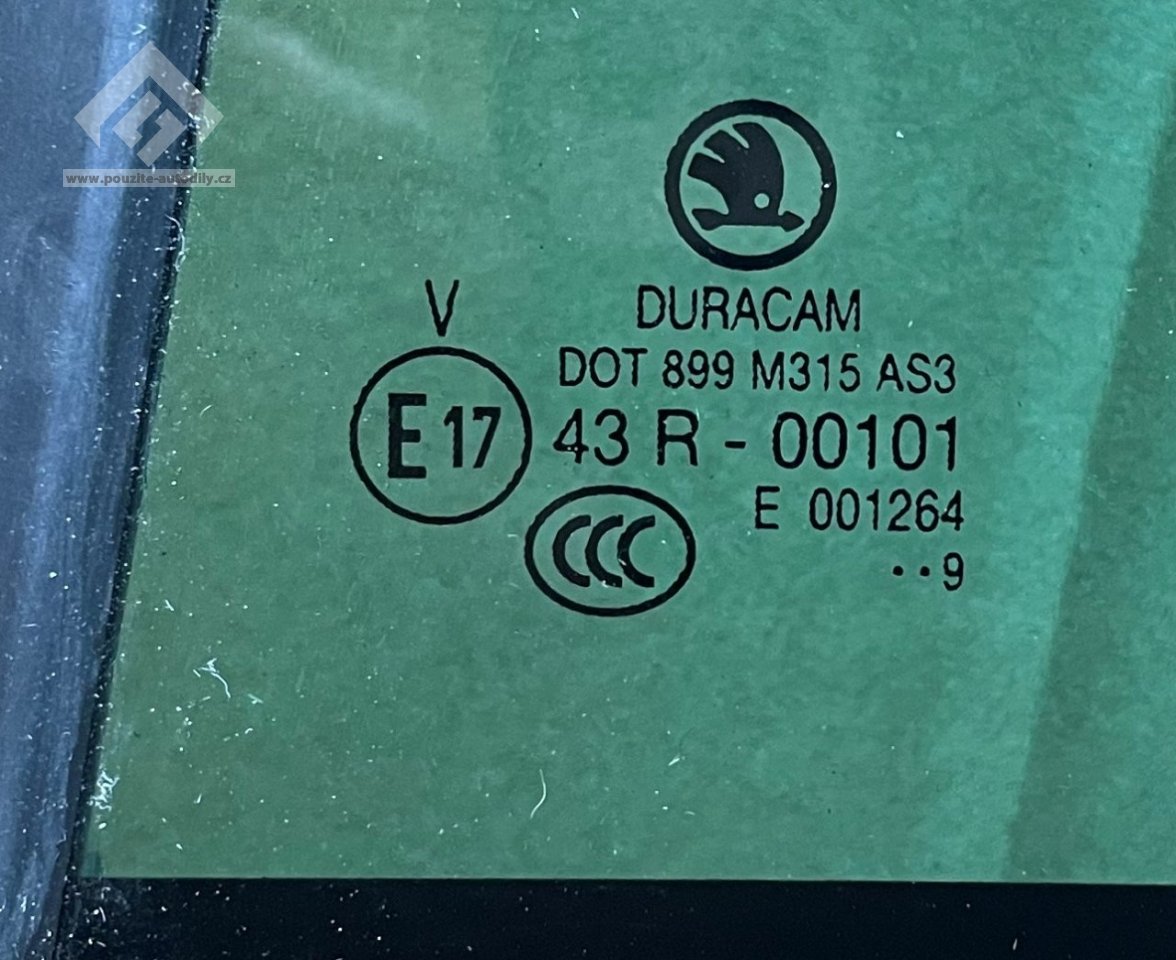 www.pouzite-autodily.cz
DURACAM
V
DOT 899 M315 AS3
E 17
43 R - 00101
CCC
E 001264
··9